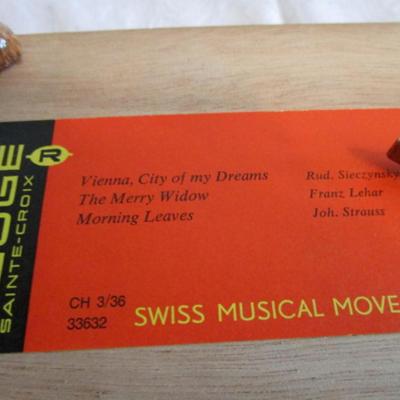 SAINTE-CROIX
R
Vienna, City of my Dreams Rud. Sieczynsky
The Merry Widow Franz Lehar
Morning Leaves Joh. Strauss
CH 3/36
33632
SWISS MUSICAL MOVE